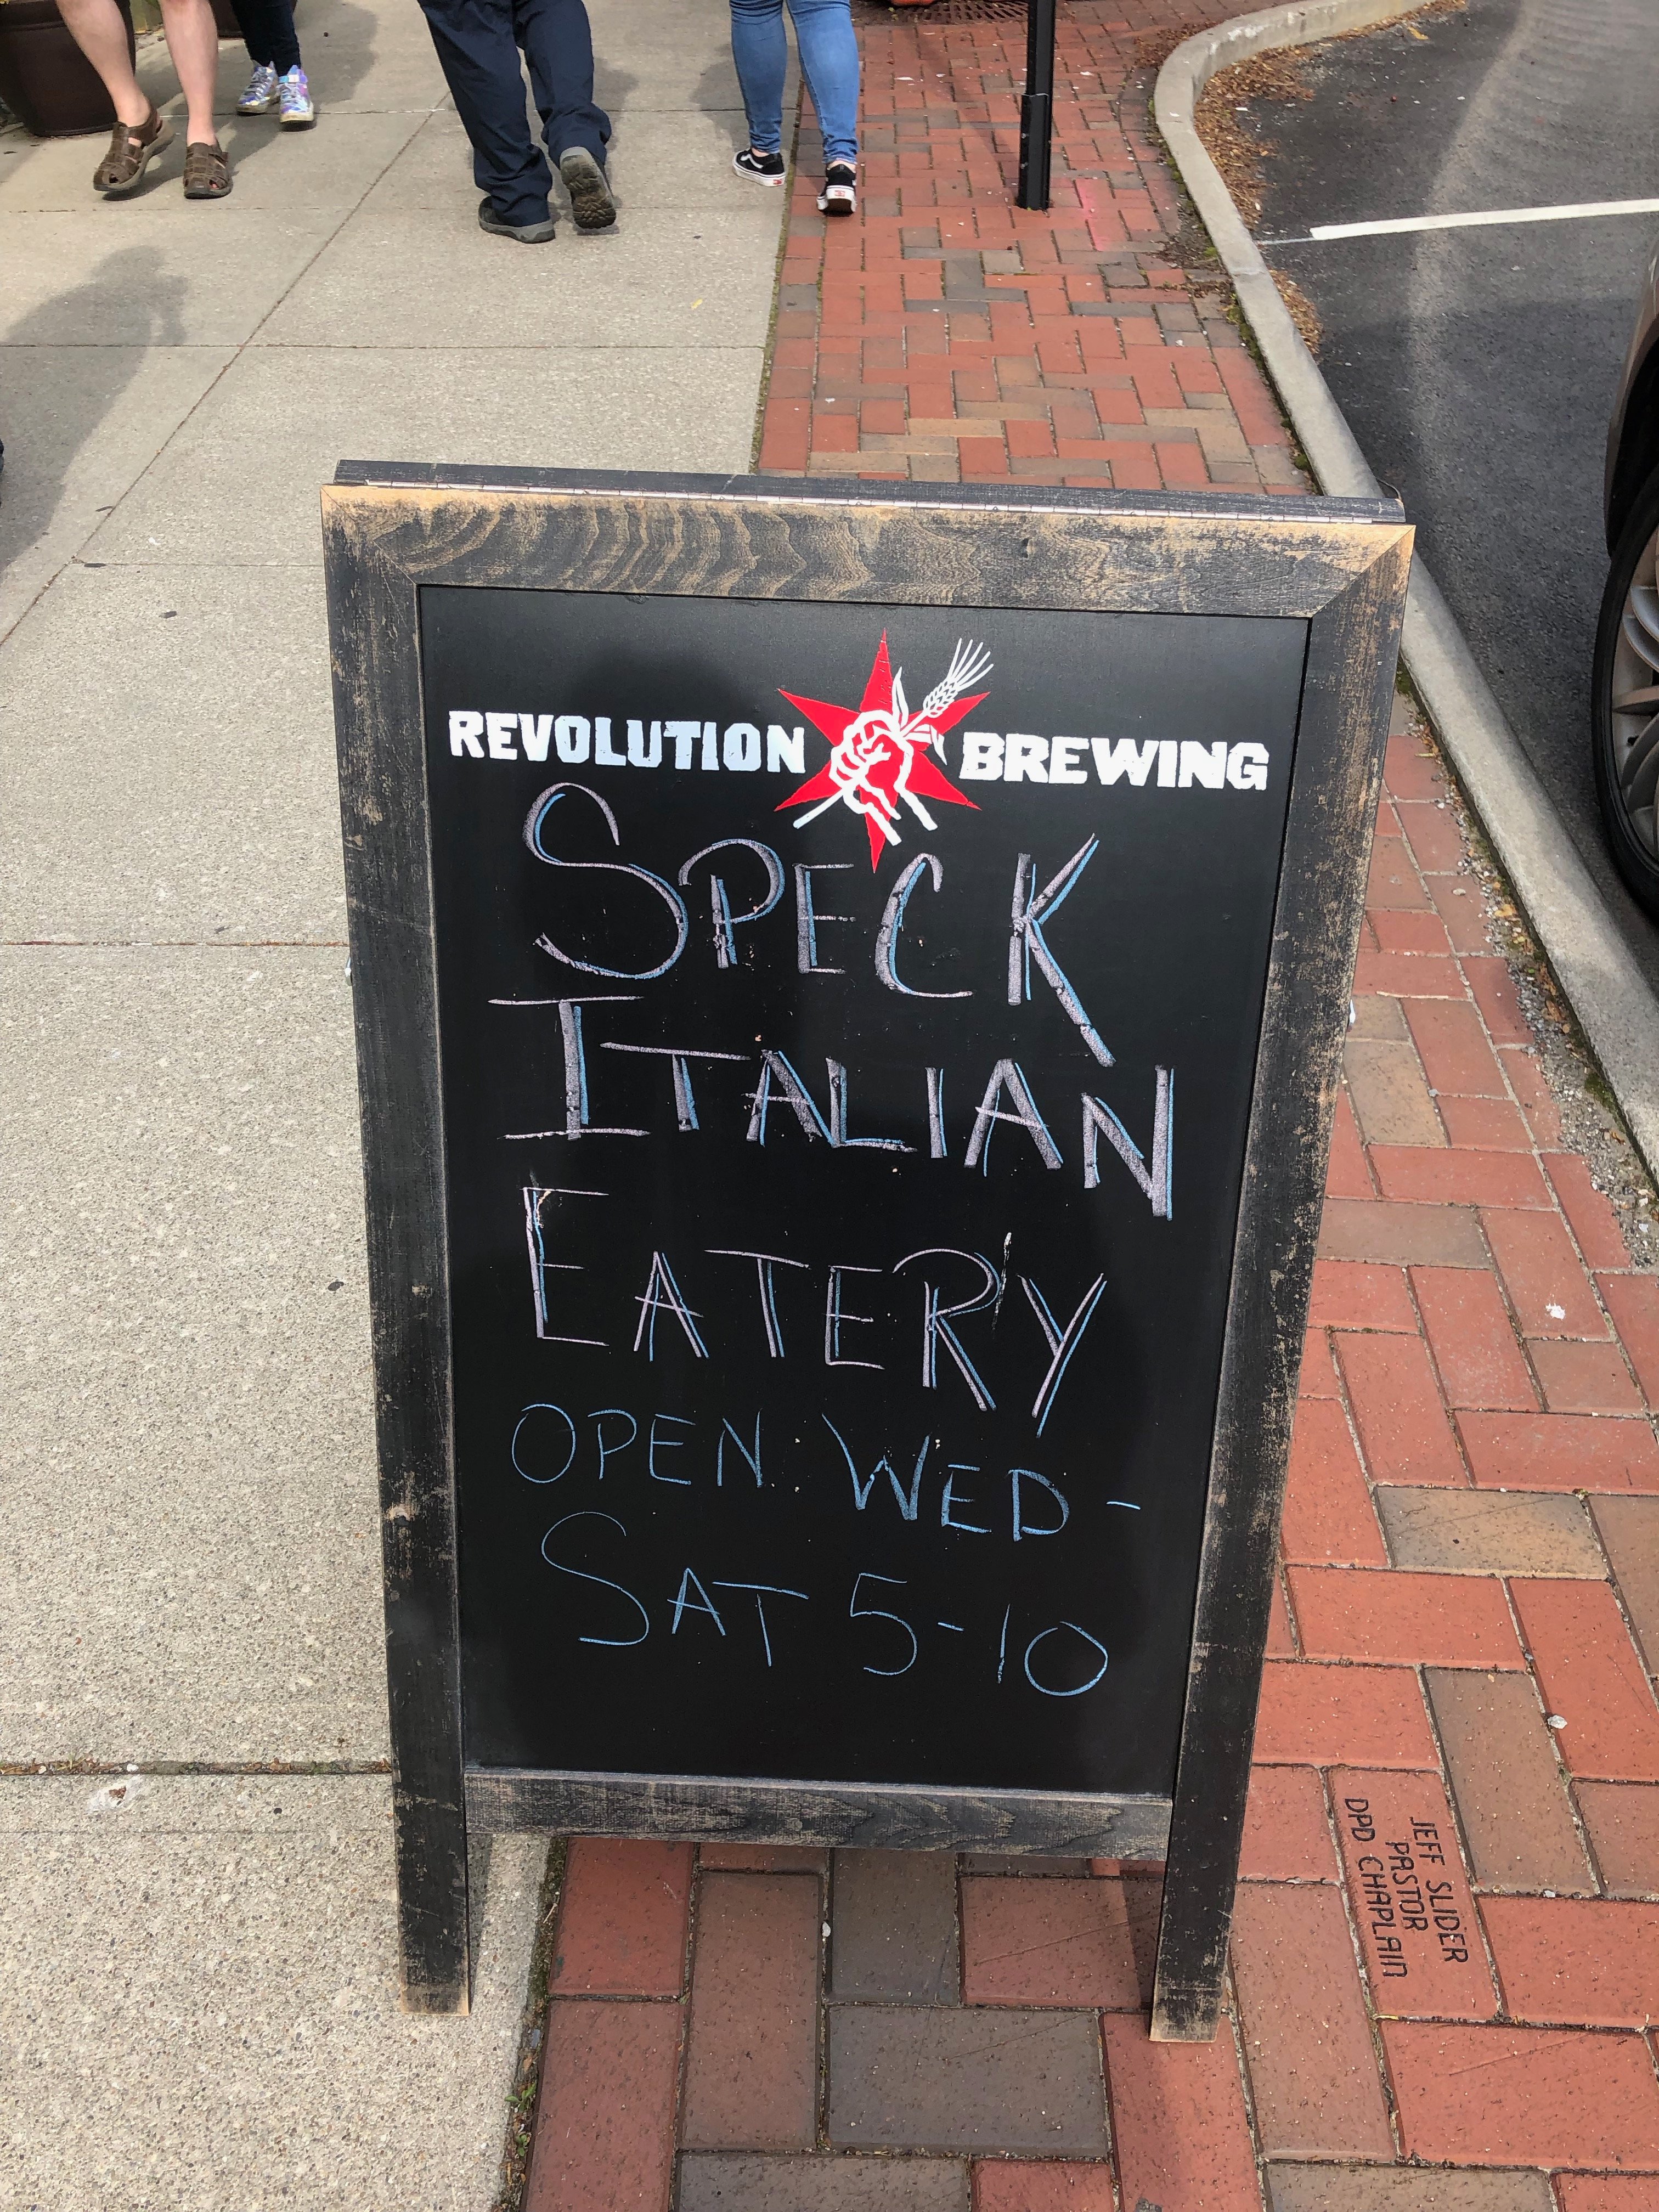 REVOLUTION BREWING
SPECK
ITALIAN
EATERY
OPEN: WED-
SAT 5-10
JEFF SLIDER
PASTOR
DPD CHAPLAIN